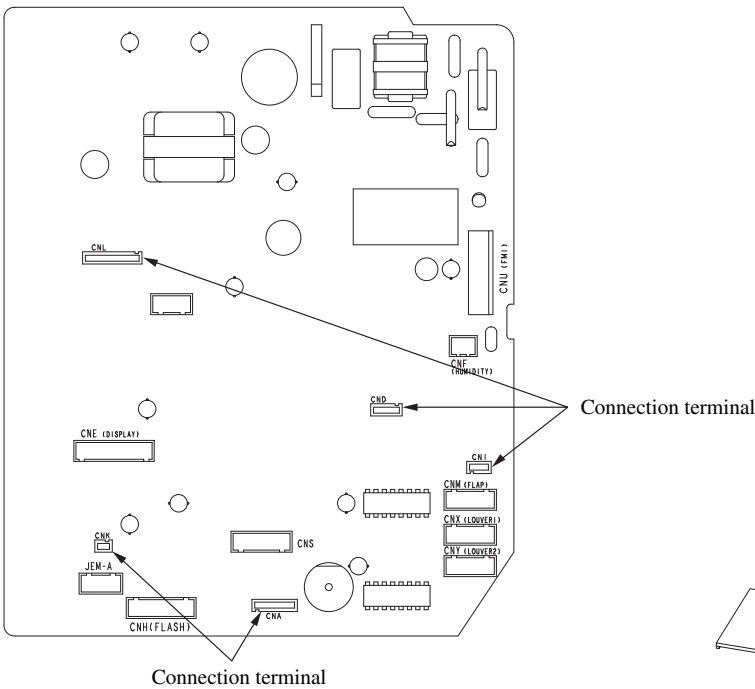 CNL
CNU (FMI)
CNF
(HUMIDITY)
CND
Connection terminal
CNE (DISPLAY)
CNI
CNM (FLAP)
CNX (LOUVER1)
CNK
CNS
CNY (LOUVER2)
JEM-A
CNA
CNH(FLASH)
Connection terminal